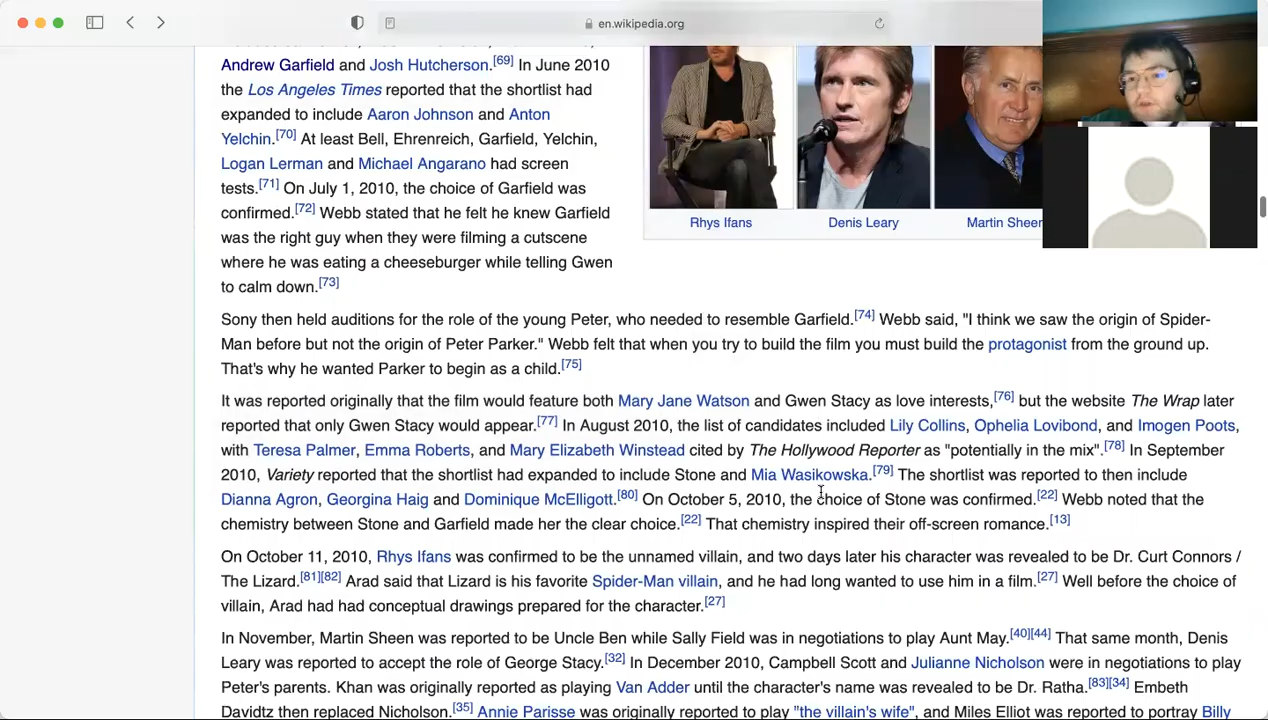 en.wikipedia.org
Andrew Garfield and Josh Hutcherson.[69] In June 2010
the Los Angeles Times reported that the shortlist had
expanded to include Aaron Johnson and Anton
Yelchin.[70] At least Bell, Ehrenreich, Garfield, Yelchin,
Logan Lerman and Michael Angarano had screen
tests.[71] On July 1, 2010, the choice of Garfield was
confirmed.[72] Webb stated that he felt he knew Garfield
was the right guy when they were filming a cutscene
where he was eating a cheeseburger while telling Gwen
to calm down.[73]
Rhys Ifans
Denis Leary
Martin Sheen
Sony then held auditions for the role of the young Peter, who needed to resemble Garfield.[74] Webb said, "I think we saw the origin of Spider-
Man before but not the origin of Peter Parker." Webb felt that when you try to build the film you must build the protagonist from the ground up.
That's why he wanted Parker to begin as a child.[75]
It was reported originally that the film would feature both Mary Jane Watson and Gwen Stacy as love interests,[76] but the website The Wrap later
reported that only Gwen Stacy would appear.[77] In August 2010, the list of candidates included Lily Collins, Ophelia Lovibond, and Imogen Poots,
with Teresa Palmer, Emma Roberts, and Mary Elizabeth Winstead cited by The Hollywood Reporter as "potentially in the mix".[78] In September
2010, Variety reported that the shortlist had expanded to include Stone and Mia Wasikowska.[79] The shortlist was reported to then include
Dianna Agron, Georgina Haig and Dominique McElligott.[80] On October 5, 2010, the choice of Stone was confirmed.[22] Webb noted that the
chemistry between Stone and Garfield made her the clear choice.[22] That chemistry inspired their off-screen romance.[13]
On October 11, 2010, Rhys Ifans was confirmed to be the unnamed villain, and two days later his character was revealed to be Dr. Curt Connors /
The Lizard.[81][82] Arad said that Lizard is his favorite Spider-Man villain, and he had long wanted to use him in a film.[27] Well before the choice of
villain, Arad had had conceptual drawings prepared for the character.[27]
In November, Martin Sheen was reported to be Uncle Ben while Sally Field was in negotiations to play Aunt May.[40][44] That same month, Denis
Leary was reported to accept the role of George Stacy.[32] In December 2010, Campbell Scott and Julianne Nicholson were in negotiations to play
Peter's parents. Khan was originally reported as playing Van Adder until the character's name was revealed to be Dr. Ratha.[83][34] Embeth
Davidtz then replaced Nicholson.[35] Annie Parisse was originally reported to play "the villain's wife", and Miles Elliot was reported to portray Billy